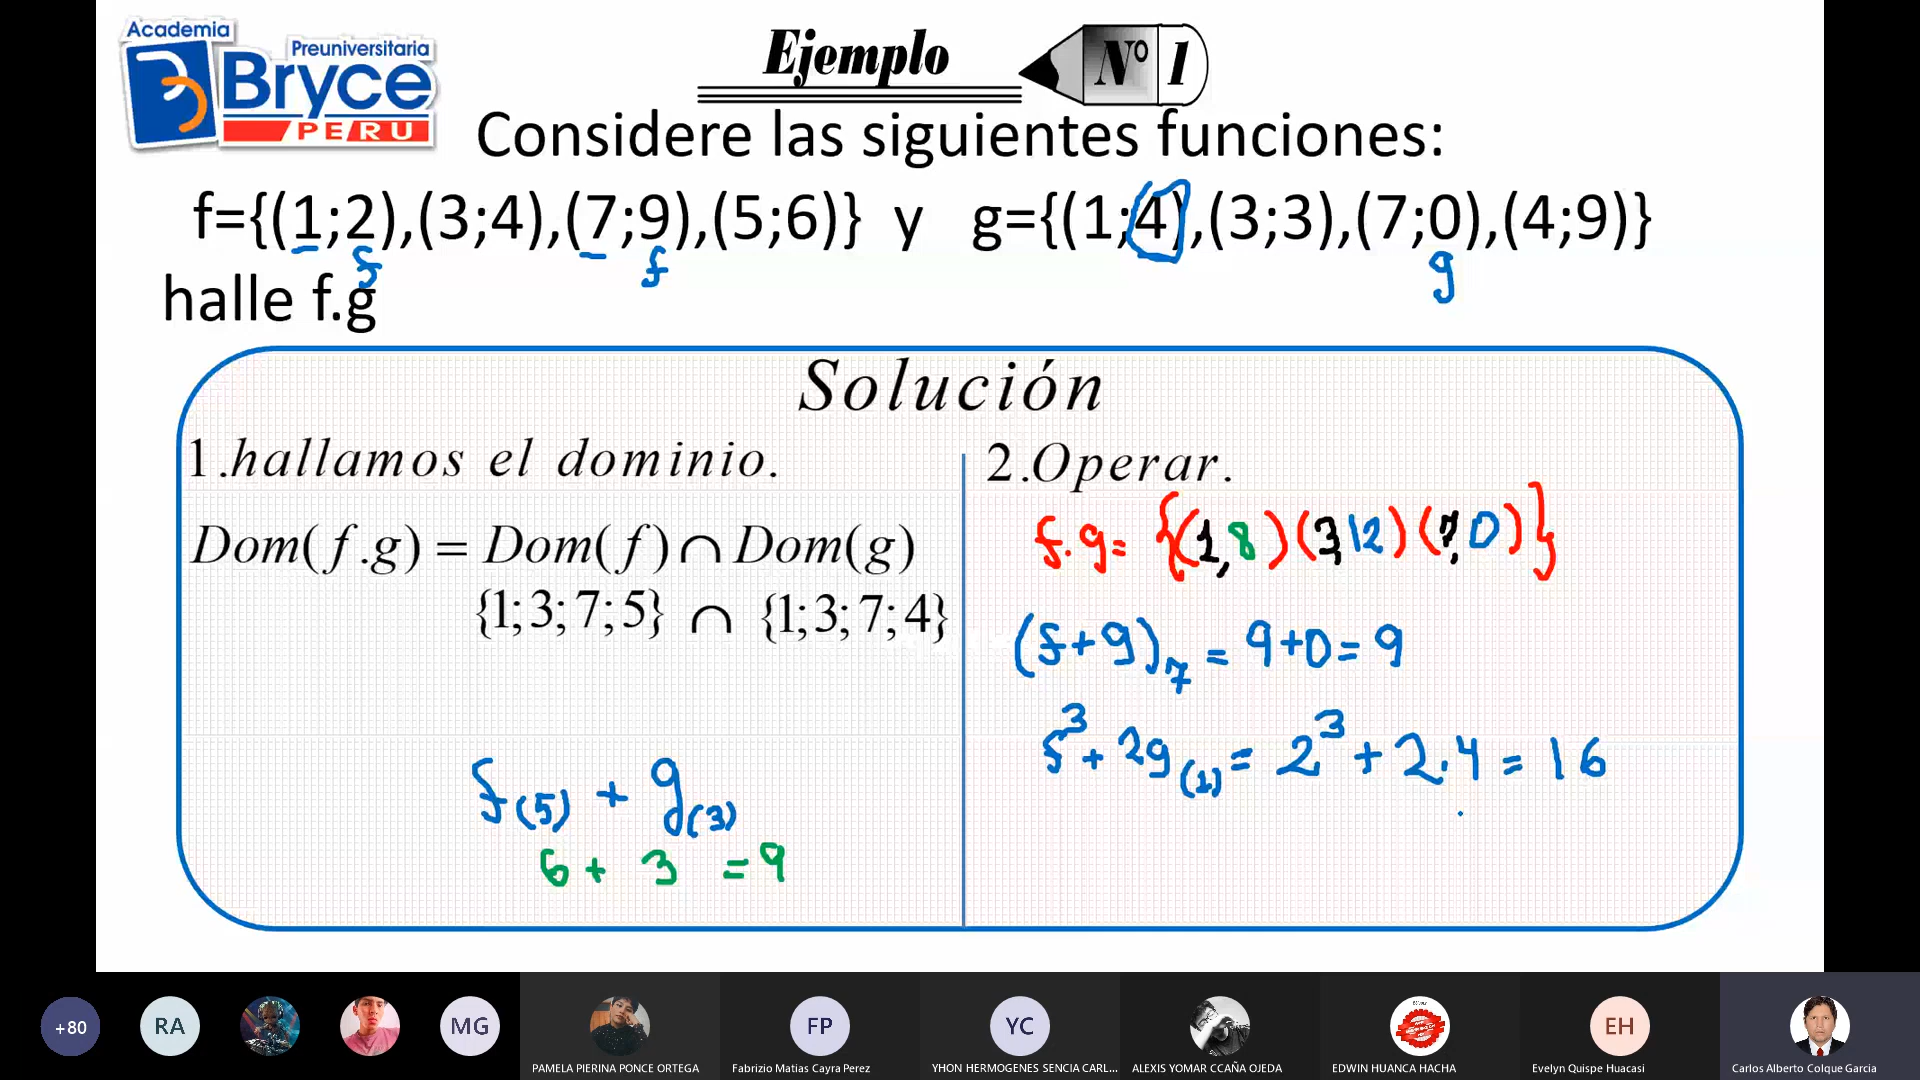 Academia
Preuniversitaria
Bryce
PERU
Ejemplo Nº 1
Considere las siguientes funciones:
f={(1;2),(3;4),(7;9),(5;6)} y g={(1;4),(3;3),(7;0),(4;9)}
f f g
halle f.g
Solución
1.hallamos el dominio.
Dom(f.g) = Dom(f)∩Dom(g)
{1;3;7;5} ∩ {1;3;7;4}
f(5) + g(3)
6 + 3 = 9
2.Operar.
f.g= {(1,8)(3,12)(7,0)}
(f+g)7 = 9+0=9
f³+2g(1) = 2³+2.4 = 16
+80
RA
MG
PAMELA PIERINA PONCE ORTEGA
FP
Fabrizio Matias Cayra Perez
YC
YHON HERMOGENES SENCIA CARL...
ALEXIS YOMAR CCAÑA OJEDA
EDWIN HUANCA HACHA
EH
Evelyn Quispe Huacasi
Carlos Alberto Colque Garcia